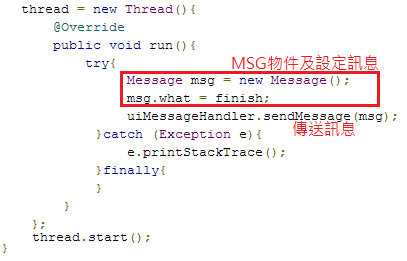 thread = new Thread(){
@Override
public void run(){
try{
MSG物件及設定訊息
Message msg = new Message();
msg.what = finish;
uiMessageHandler.sendMessage(msg);
傳送訊息
}catch (Exception e){
e.printStackTrace();
}finally{
}
}
};
thread.start();
}